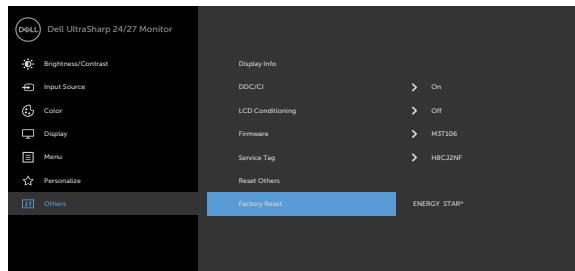 DELL Dell UltraSharp 24/27 Monitor
Brightness/Contrast Display Info
Input Source DDC/CI On
Color LCD Conditioning Off
Display Firmware M3T106
Menu Service Tag H8CJ2NF
Personalize Reset Others
Others Factory Reset ENERGY STAR®